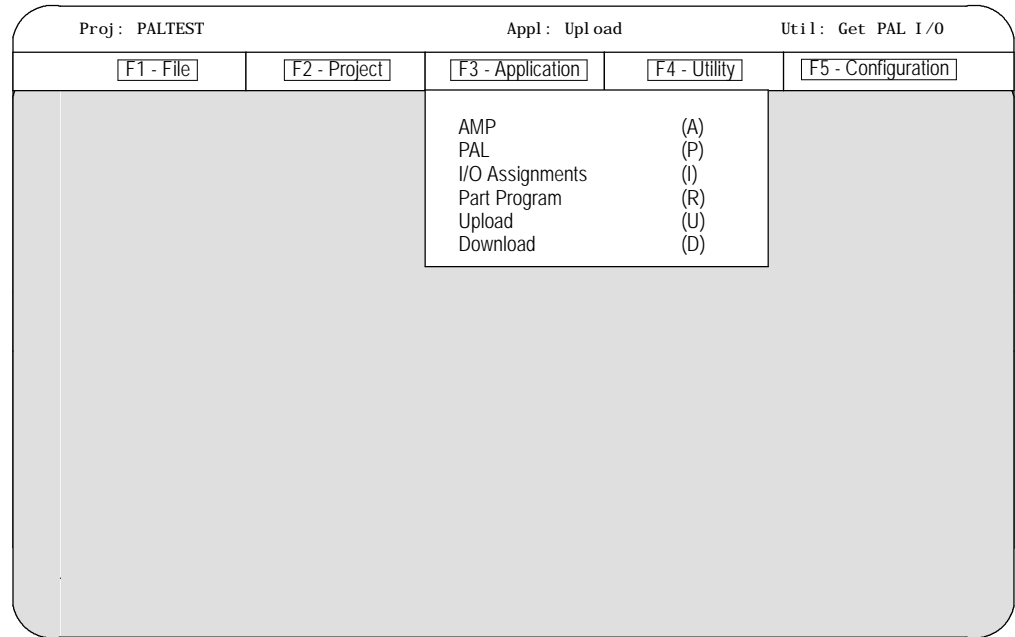 Proj: PALTEST Appl: Upload Util: Get PAL I/O
F1 - File F2 - Project F3 - Application F4 - Utility F5 - Configuration
AMP (A)
PAL (P)
I/O Assignments (I)
Part Program (R)
Upload (U)
Download (D)